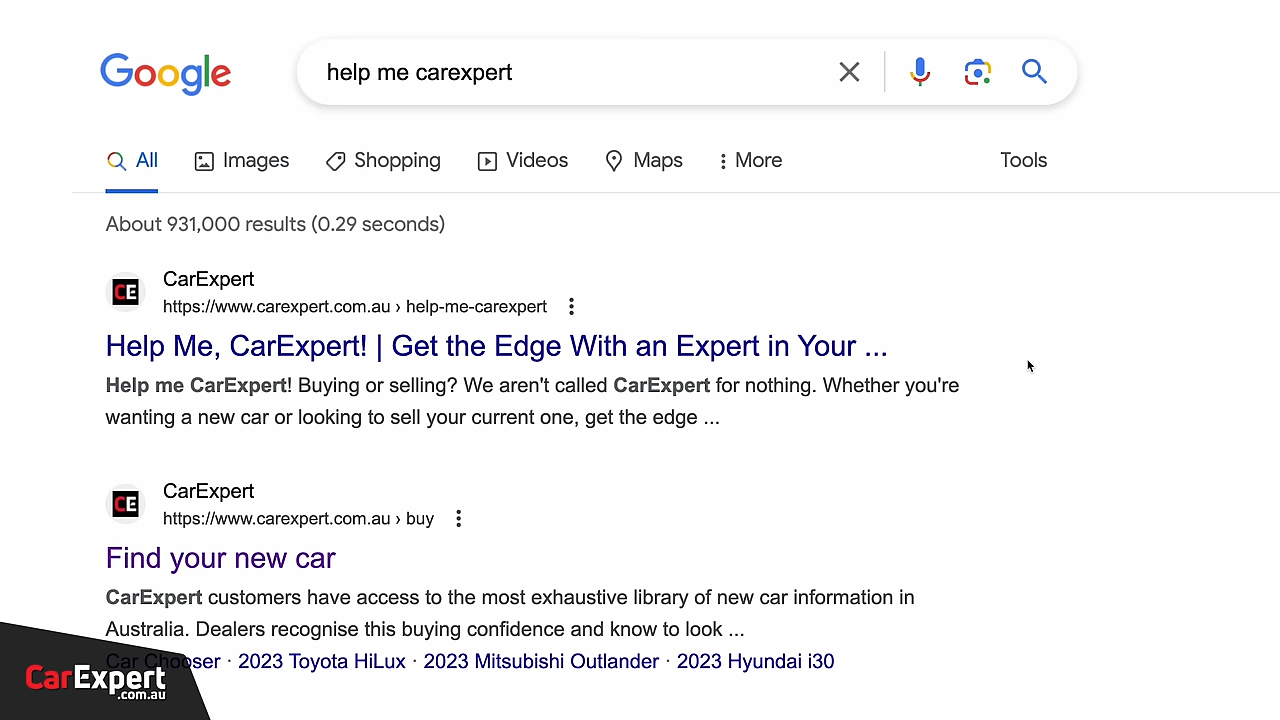 Google
help me carexpert
All Images Shopping Videos Maps More Tools
About 931,000 results (0.29 seconds)
CE
CarExpert
https://www.carexpert.com.au › help-me-carexpert
Help Me, CarExpert! | Get the Edge With an Expert in Your ...
Help me CarExpert! Buying or selling? We aren't called CarExpert for nothing. Whether you're
wanting a new car or looking to sell your current one, get the edge ...
CE
CarExpert
https://www.carexpert.com.au › buy
Find your new car
CarExpert customers have access to the most exhaustive library of new car information in
Australia. Dealers recognise this buying confidence and know to look ...
Car Chooser · 2023 Toyota HiLux · 2023 Mitsubishi Outlander · 2023 Hyundai i30
CarExpert
.com.au